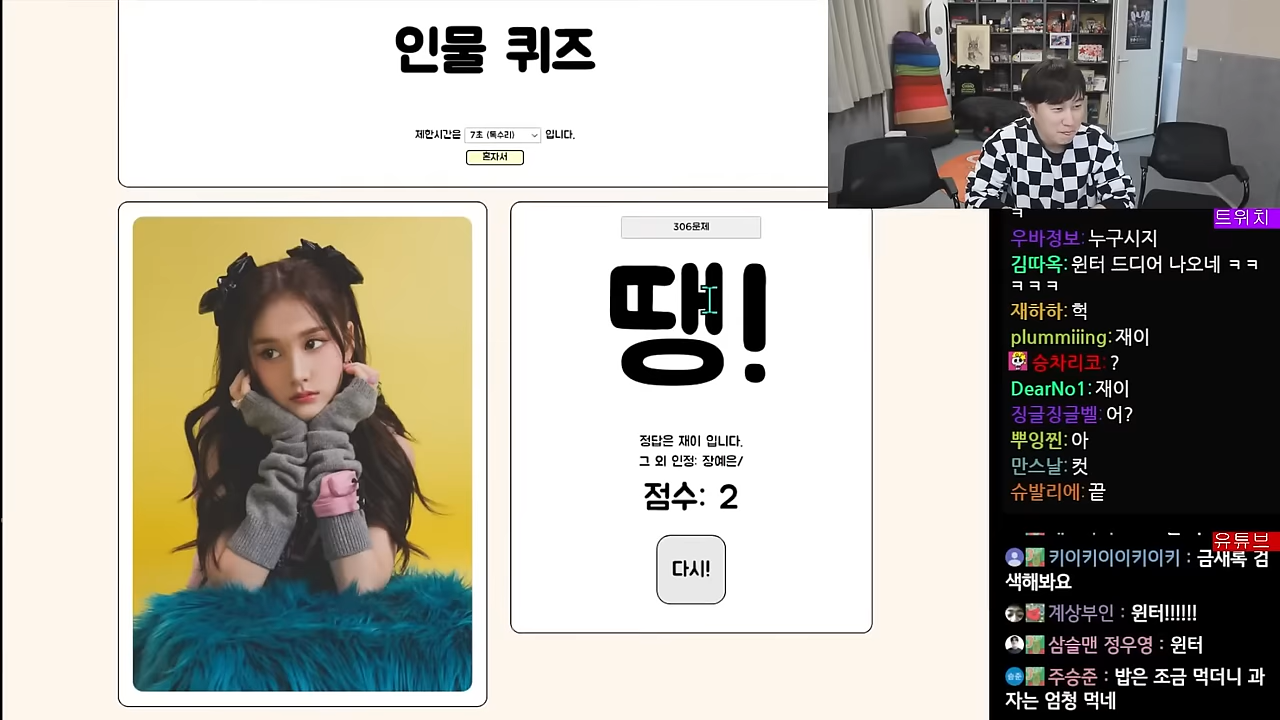 인물 퀴즈
제한시간은 7초 (독수리) 입니다.
혼자서
306문제
땡!
정답은 재이 입니다.
그 외 인정: 장예은/
점수: 2
다시!
트위치
ㅋ
우바정보: 누구시지
김따옥: 윈터 드디어 나오네 ㅋㅋ
ㅋㅋㅋ
재하하: 헉
plummiiing: 재이
승차리코: ?
DearNo1: 재이
징글징글벨: 어?
뿌잉찐: 아
만스날: 컷
슈발리에: 끝
유튜브
키이키이이키이키 : 금새록 검
색해봐요
계상부인 : 윈터!!!!!!
삼슬맨 정우영 : 윈터
주승준 : 밥은 조금 먹더니 과
자는 엄청 먹네